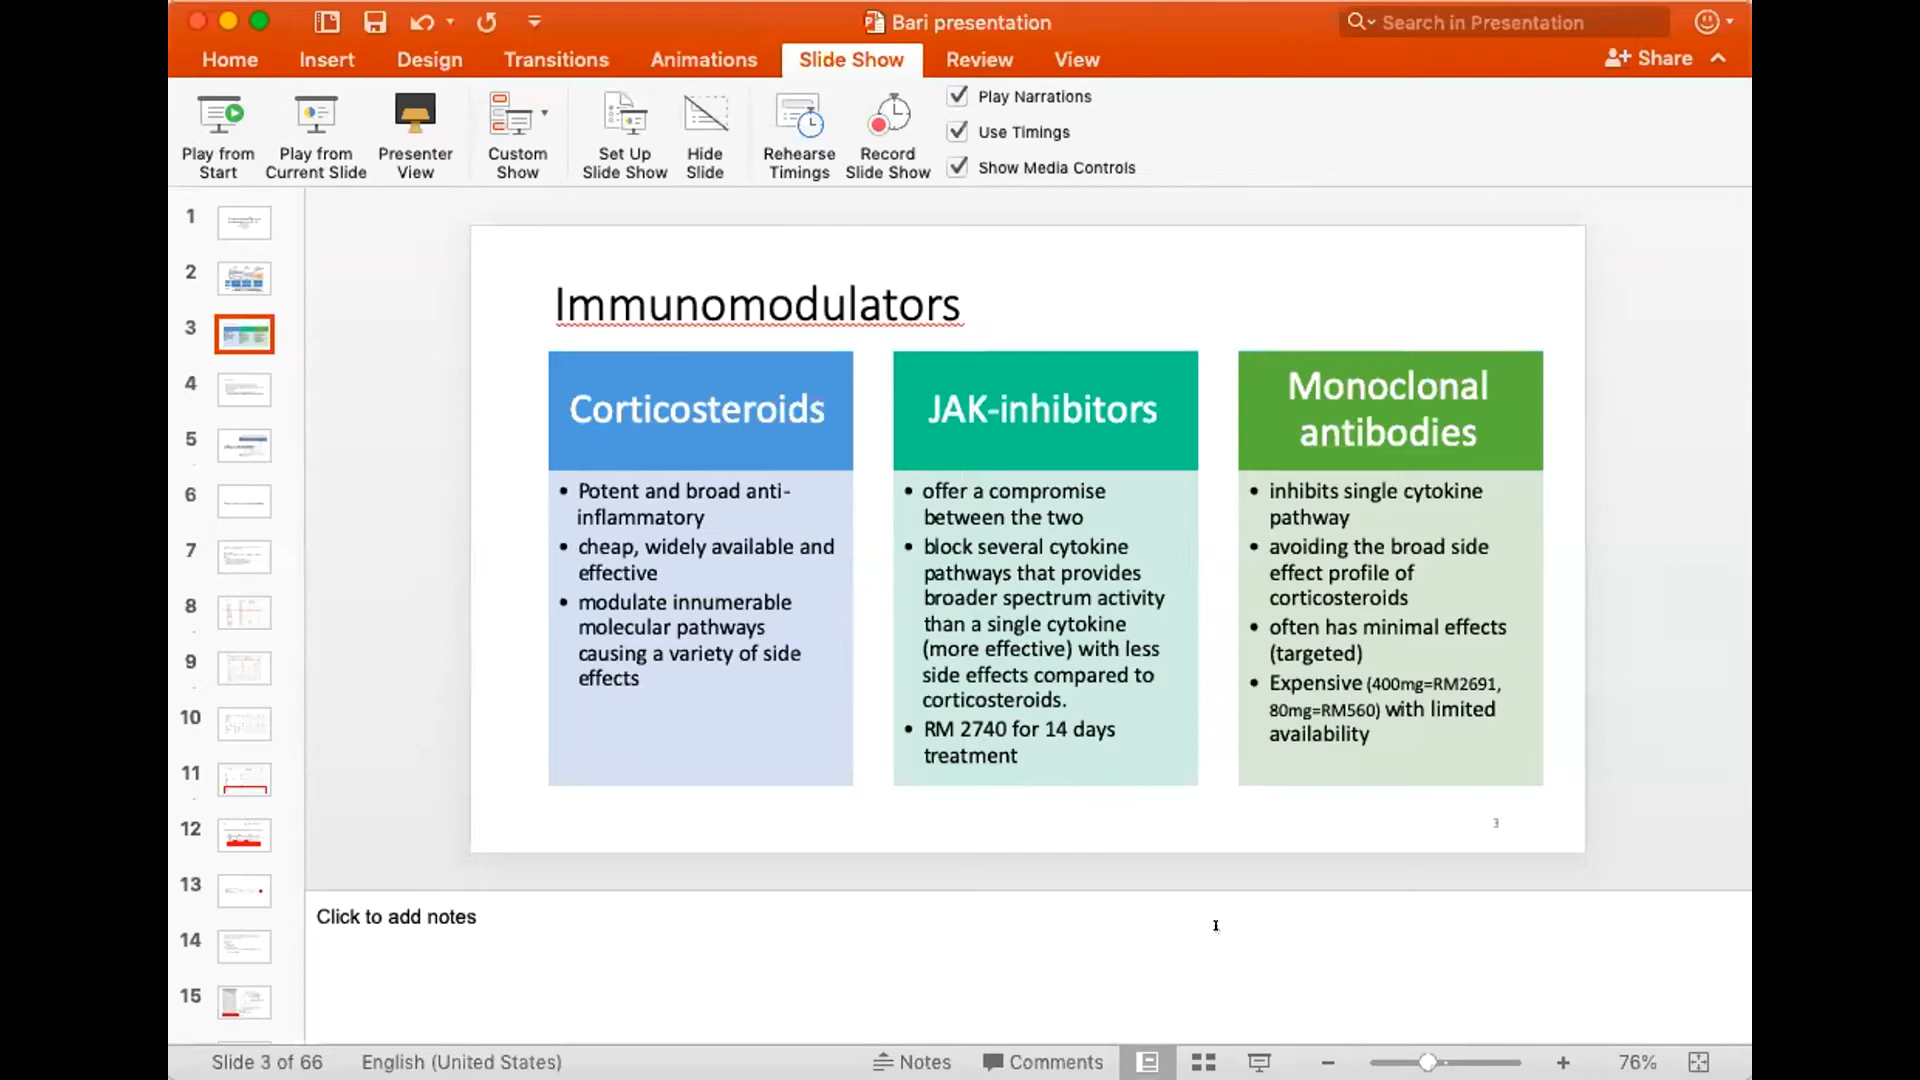 Bari presentation
Search in Presentation
Home Insert Design Transitions Animations Slide Show Review View
Share
Play from Start
Play from Current Slide
Presenter View
Custom Show
Set Up Slide Show
Hide Slide
Rehearse Timings
Record Slide Show
Play Narrations
Use Timings
Show Media Controls
1
2
3
4
5
6
7
8
9
10
11
12
13
14
15
Immunomodulators
Corticosteroids
• Potent and broad anti-
inflammatory
• cheap, widely available and
effective
• modulate innumerable
molecular pathways
causing a variety of side
effects
JAK-inhibitors
• offer a compromise
between the two
• block several cytokine
pathways that provides
broader spectrum activity
than a single cytokine
(more effective) with less
side effects compared to
corticosteroids.
• RM 2740 for 14 days
treatment
Monoclonal
antibodies
• inhibits single cytokine
pathway
• avoiding the broad side
effect profile of
corticosteroids
• often has minimal effects
(targeted)
• Expensive (400mg=RM2691,
80mg=RM560) with limited
availability
3
Click to add notes
Slide 3 of 66 English (United States) Notes Comments 76%